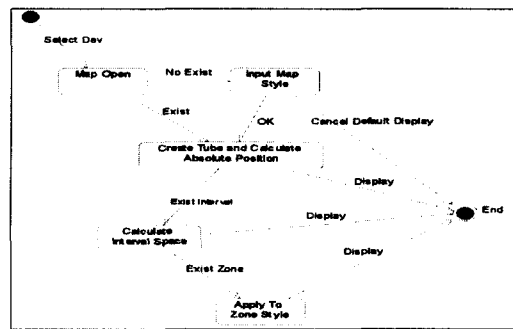 Select Dev
Map Open
No Exist
Input Map
Style
Exist
OK
Cancel Default Display
Create Tube and Calculate
Absolute Position
Display
Exist Interval
End
Display
Calculate
Interval Space
Display
Exist Zone
Apply To
Zone Style